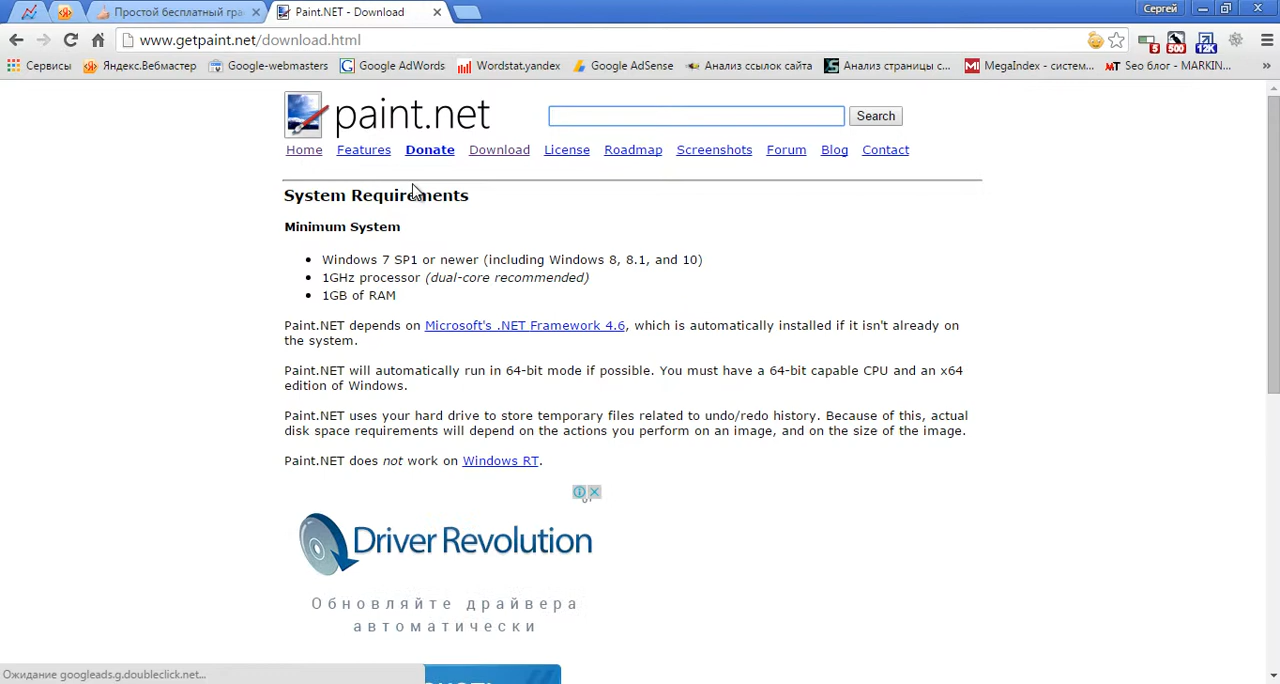 Простой бесплатный гра
Paint.NET - Download
Сергей
www.getpaint.net/download.html
5
500
12K
Сервисы
Яндекс.Вебмастер
Google-webmasters
Google AdWords
Wordstat.yandex
Google AdSense
Анализ ссылок сайта
Анализ страницы с...
MegaIndex - систем...
Seo блог - MARKIN...
paint.net
Search
Home Features Donate Download License Roadmap Screenshots Forum Blog Contact
System Requirements
Minimum System
Windows 7 SP1 or newer (including Windows 8, 8.1, and 10)
1GHz processor (dual-core recommended)
1GB of RAM
Paint.NET depends on Microsoft's .NET Framework 4.6, which is automatically installed if it isn't already on
the system.
Paint.NET will automatically run in 64-bit mode if possible. You must have a 64-bit capable CPU and an x64
edition of Windows.
Paint.NET uses your hard drive to store temporary files related to undo/redo history. Because of this, actual
disk space requirements will depend on the actions you perform on an image, and on the size of the image.
Paint.NET does not work on Windows RT.
Driver Revolution
Обновляйте драйвера
автоматически
Ожидание googleads.g.doubleclick.net...